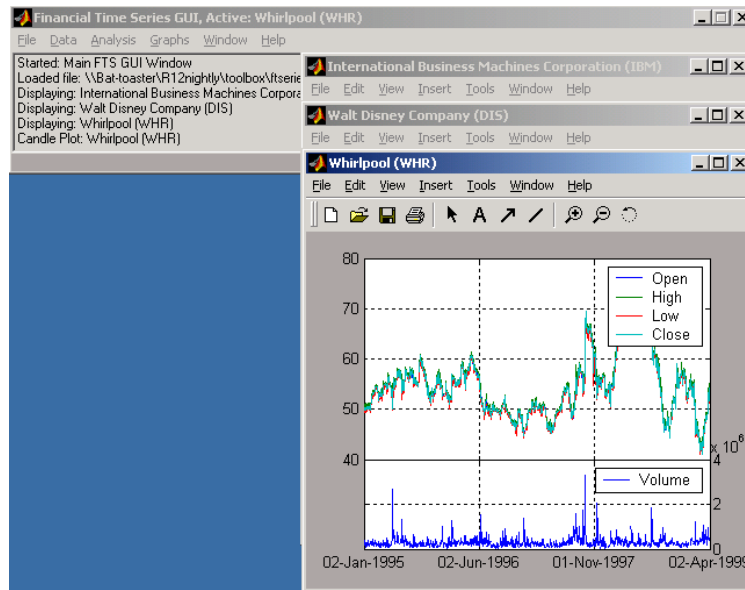 Financial Time Series GUI, Active: Whirlpool (WHR)
File Data Analysis Graphs Window Help
Started: Main FTS GUI Window
Loaded file: \\Bat-toaster\R12nightly\toolbox\ftserie
Displaying: International Business Machines Corpora
Displaying: Walt Disney Company (DIS)
Displaying: Whirlpool (WHR)
Candle Plot: Whirlpool (WHR)
International Business Machines Corporation (IBM)
File Edit View Insert Tools Window Help
Walt Disney Company (DIS)
File Edit View Insert Tools Window Help
Whirlpool (WHR)
File Edit View Insert Tools Window Help
A
80
70
60
50
40
Open
High
Low
Close
x 10^6
4
2
0
Volume
02-Jan-1995 02-Jun-1996 01-Nov-1997 02-Apr-1999